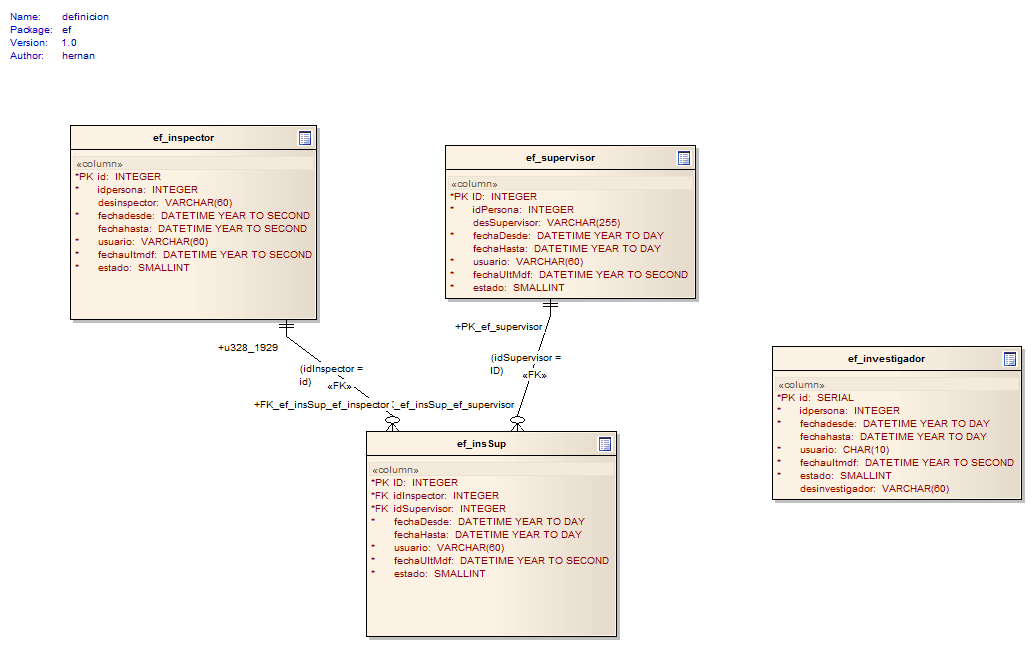 Name: definicion
Package: ef
Version: 1.0
Author: hernan
ef_inspector
«column»
*PK id: INTEGER
* idpersona: INTEGER
desinspector: VARCHAR(60)
* fechadesde: DATETIME YEAR TO SECOND
fechahasta: DATETIME YEAR TO SECOND
* usuario: VARCHAR(60)
* fechaultmdf: DATETIME YEAR TO SECOND
* estado: SMALLINT
ef_supervisor
«column»
*PK ID: INTEGER
* idPersona: INTEGER
desSupervisor: VARCHAR(255)
* fechaDesde: DATETIME YEAR TO DAY
fechaHasta: DATETIME YEAR TO DAY
* usuario: VARCHAR(60)
* fechaUltMdf: DATETIME YEAR TO SECOND
* estado: SMALLINT
+u328_1929
(idInspector =
id)
«FK»
+PK_ef_supervisor
(idSupervisor =
ID)
«FK»
+FK_ef_insSup_ef_inspector
_ef_insSup_ef_supervisor
ef_insSup
«column»
*PK ID: INTEGER
*FK idInspector: INTEGER
*FK idSupervisor: INTEGER
* fechaDesde: DATETIME YEAR TO DAY
fechaHasta: DATETIME YEAR TO DAY
* usuario: VARCHAR(60)
* fechaUltMdf: DATETIME YEAR TO SECOND
* estado: SMALLINT
ef_investigador
«column»
*PK id: SERIAL
* idpersona: INTEGER
* fechadesde: DATETIME YEAR TO DAY
fechahasta: DATETIME YEAR TO DAY
* usuario: CHAR(10)
* fechaultmdf: DATETIME YEAR TO SECOND
* estado: SMALLINT
desinvestigador: VARCHAR(60)